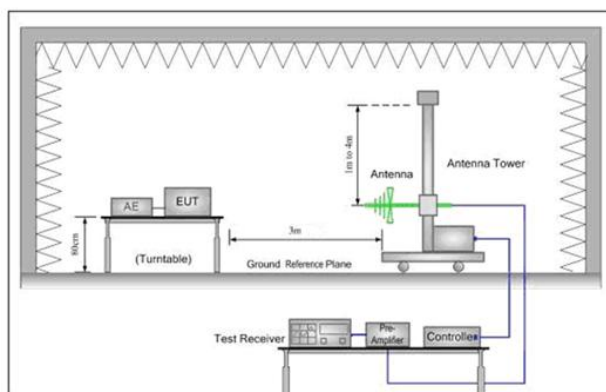 1m to 4m
Antenna
Antenna Tower
AE
EUT
3m
80cm
(Turntable)
Ground Reference Plane
Test Receiver
Pre-
Amplifier
Controller